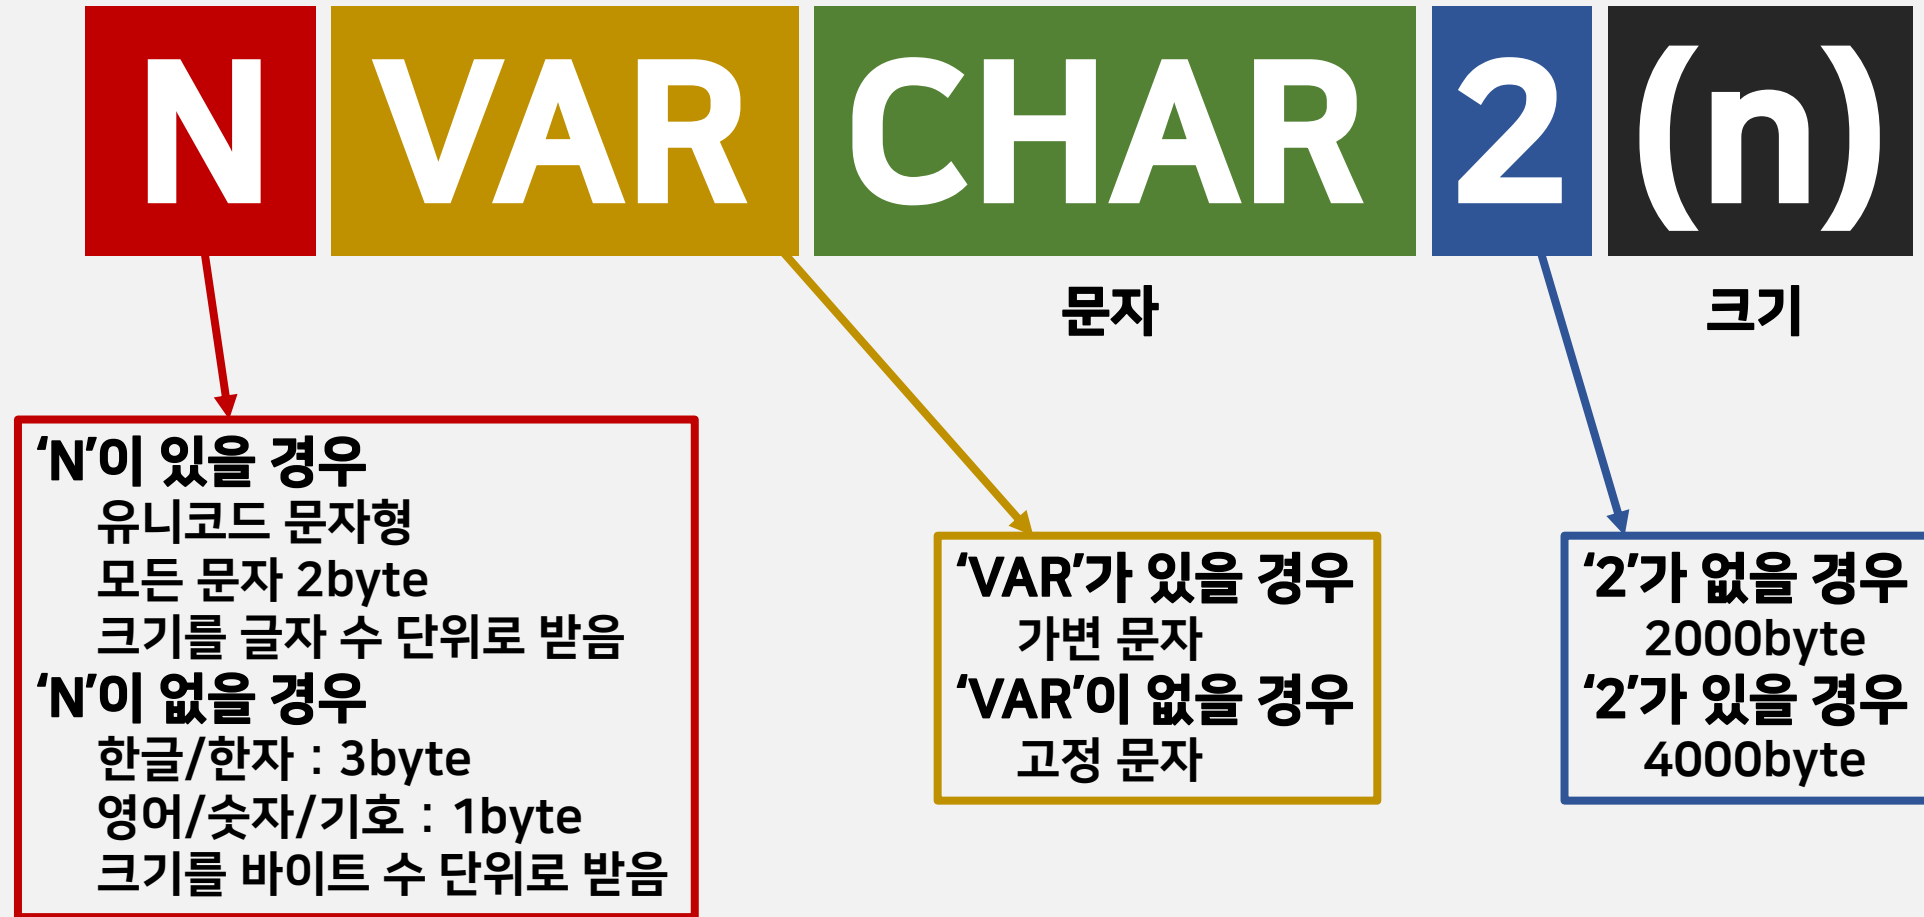 N VAR CHAR 2 (n)
문자
크기
‘N’이 있을 경우
유니코드 문자형
모든 문자 2byte
크기를 글자 수 단위로 받음
‘N’이 없을 경우
한글/한자 : 3byte
영어/숫자/기호 : 1byte
크기를 바이트 수 단위로 받음
‘VAR’가 있을 경우
가변 문자
‘VAR’이 없을 경우
고정 문자
‘2’가 없을 경우
2000byte
‘2’가 있을 경우
4000byte